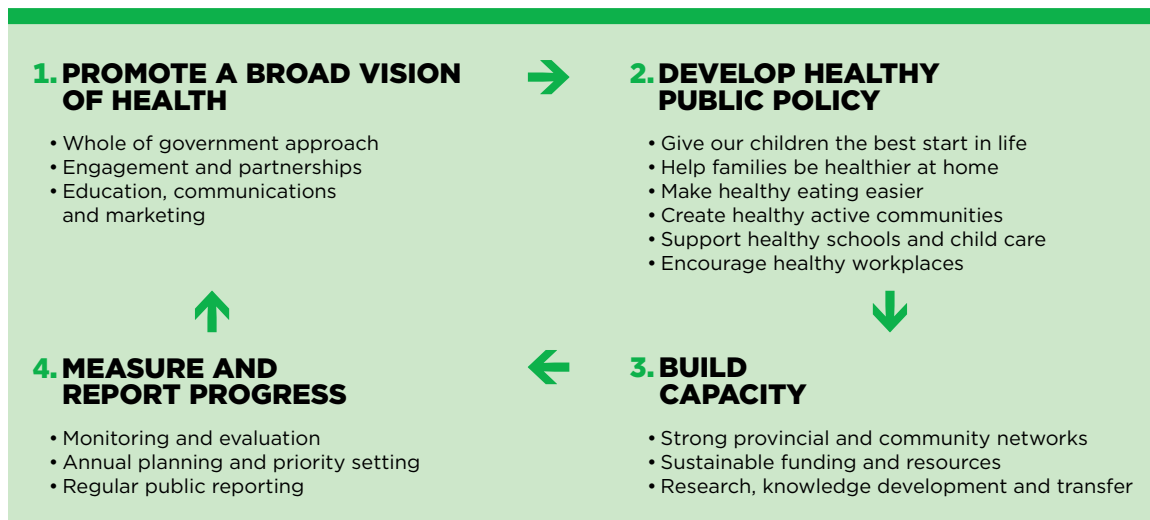 1. PROMOTE A BROAD VISION
OF HEALTH
• Whole of government approach
• Engagement and partnerships
• Education, communications
and marketing
2. DEVELOP HEALTHY
PUBLIC POLICY
• Give our children the best start in life
• Help families be healthier at home
• Make healthy eating easier
• Create healthy active communities
• Support healthy schools and child care
• Encourage healthy workplaces
3. BUILD
CAPACITY
• Strong provincial and community networks
• Sustainable funding and resources
• Research, knowledge development and transfer
4. MEASURE AND
REPORT PROGRESS
• Monitoring and evaluation
• Annual planning and priority setting
• Regular public reporting